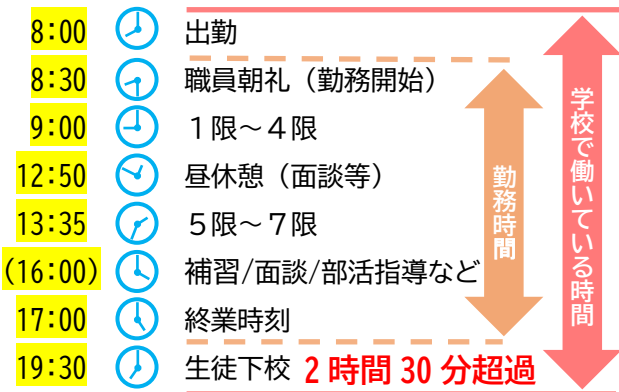 8:00 出勤
8:30 職員朝礼（勤務開始）
9:00 １限～４限
12:50 昼休憩（面談等）
13:35 ５限～７限
(16:00) 補習/面談/部活指導など
17:00 終業時刻
19:30 生徒下校 2時間30分超過
勤務時間
学校で働いている時間